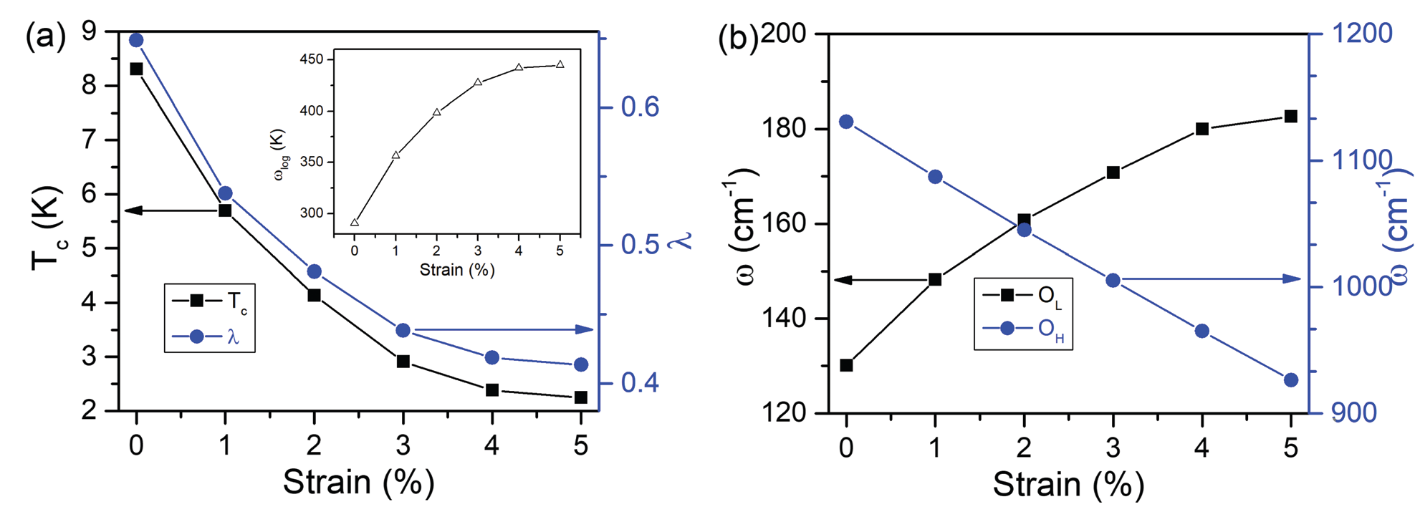 (a)
9
8
7
6
5
4
3
2
T_c (K)
0 1 2 3 4 5
Strain (%)
0.6
0.5
0.4
λ
T_c
λ
450
400
350
300
ω_log (K)
0 1 2 3 4 5
Strain (%)
(b)
200
180
160
140
120
ω (cm⁻¹)
0 1 2 3 4 5
Strain (%)
1200
1100
1000
900
ω (cm⁻¹)
O_L
O_H